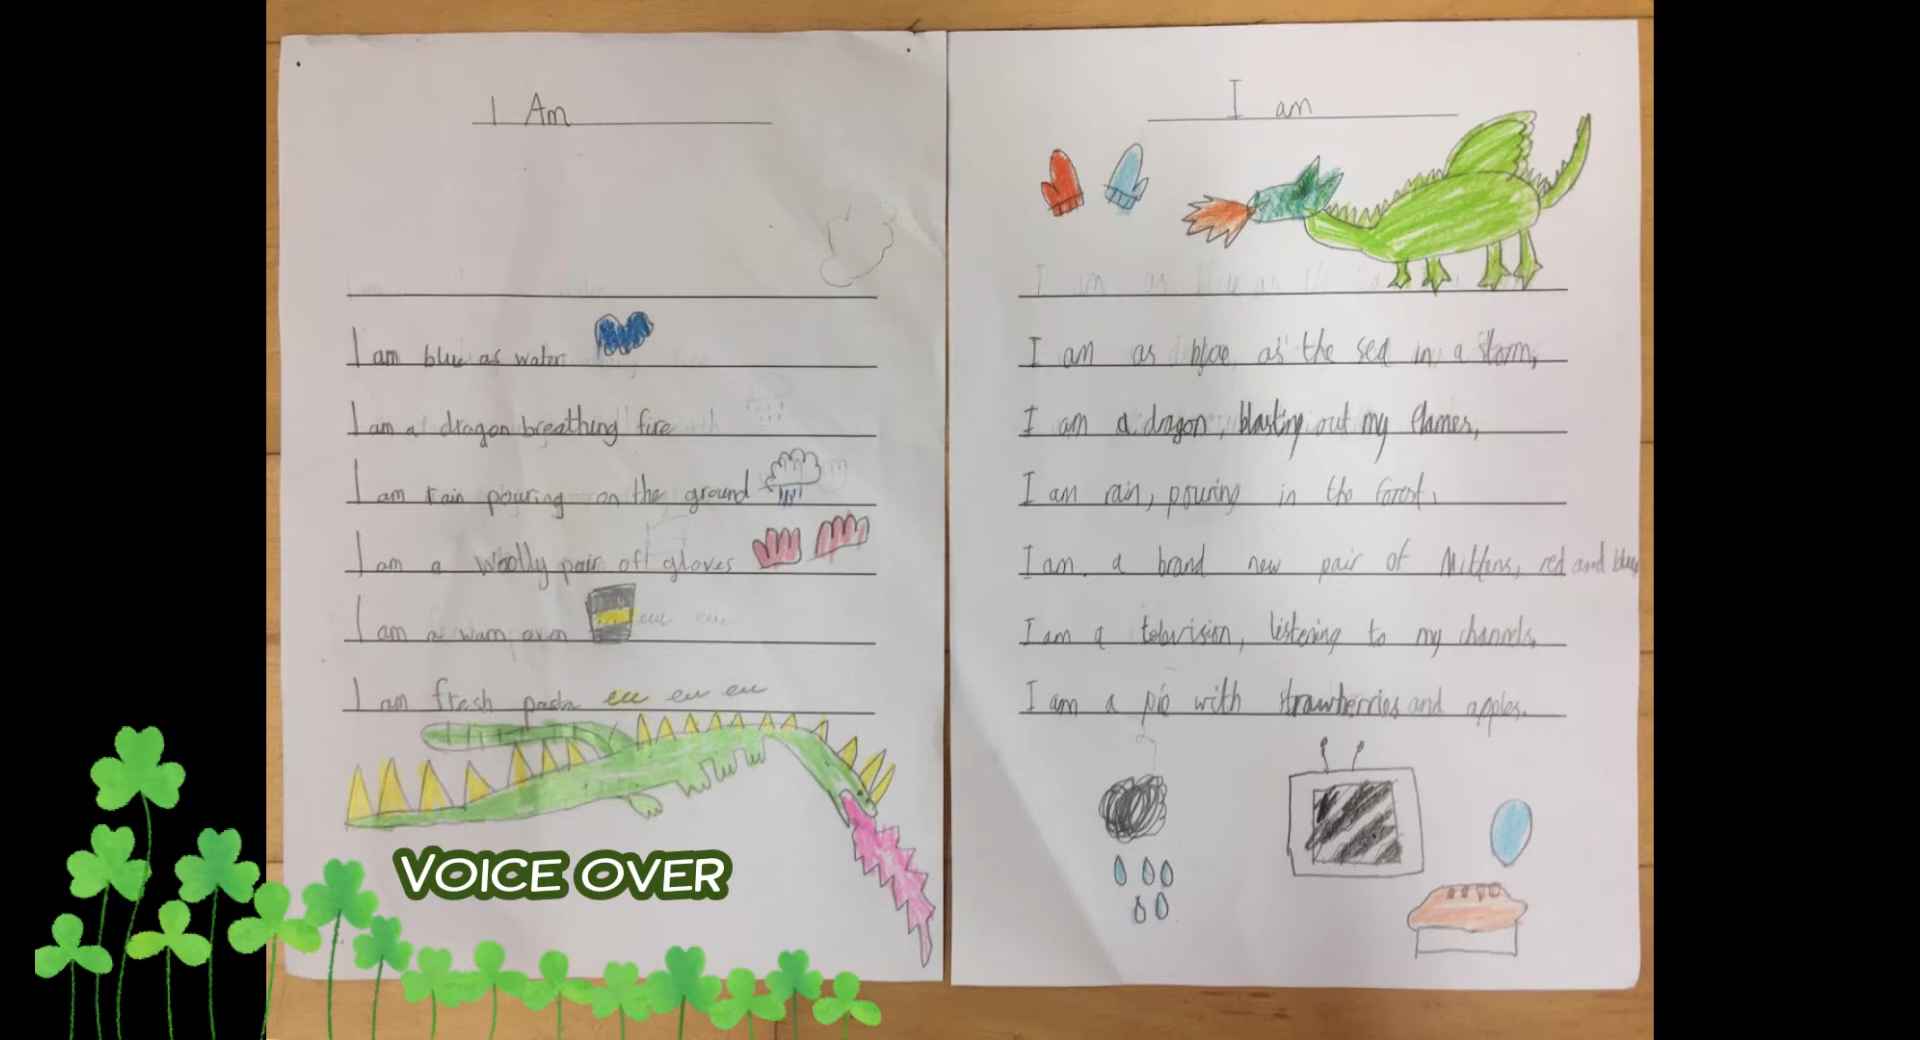 I Am
I am blue as water
I am a dragon breathing fire
I am rain pouring on the ground
I am a woolly pair of gloves
I am a warm oven
I am fresh pasta
VOICE OVER
I am
I am as blue as the sea in a storm,
I am a dragon, blasting out my flames,
I am rain, pouring in the forest,
I am a brand new pair of Mittens, red and blue,
I am a television, listening to my channels.
I am a pie with strawberries and apples.